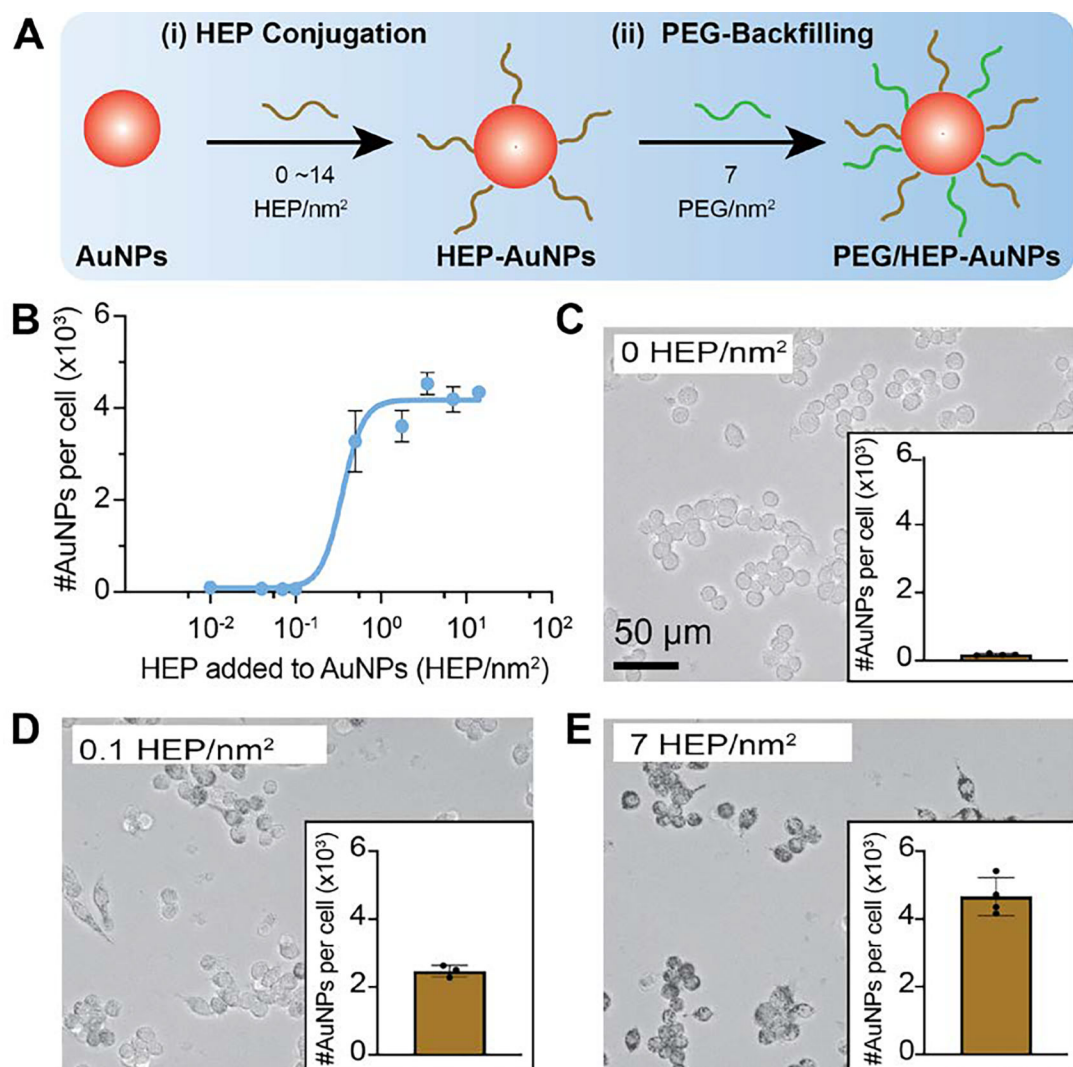 A
(i) HEP Conjugation
(ii) PEG-Backfilling
0 ~14
HEP/nm²
7
PEG/nm²
AuNPs
HEP-AuNPs
PEG/HEP-AuNPs
B
#AuNPs per cell (x10³)
6
4
2
0
10⁻²
10⁻¹
10⁰
10¹
10²
HEP added to AuNPs (HEP/nm²)
C
0 HEP/nm²
50 µm
#AuNPs per cell (x10³)
6
4
2
0
D
0.1 HEP/nm²
#AuNPs per cell (x10³)
6
4
2
0
E
7 HEP/nm²
#AuNPs per cell (x10³)
6
4
2
0